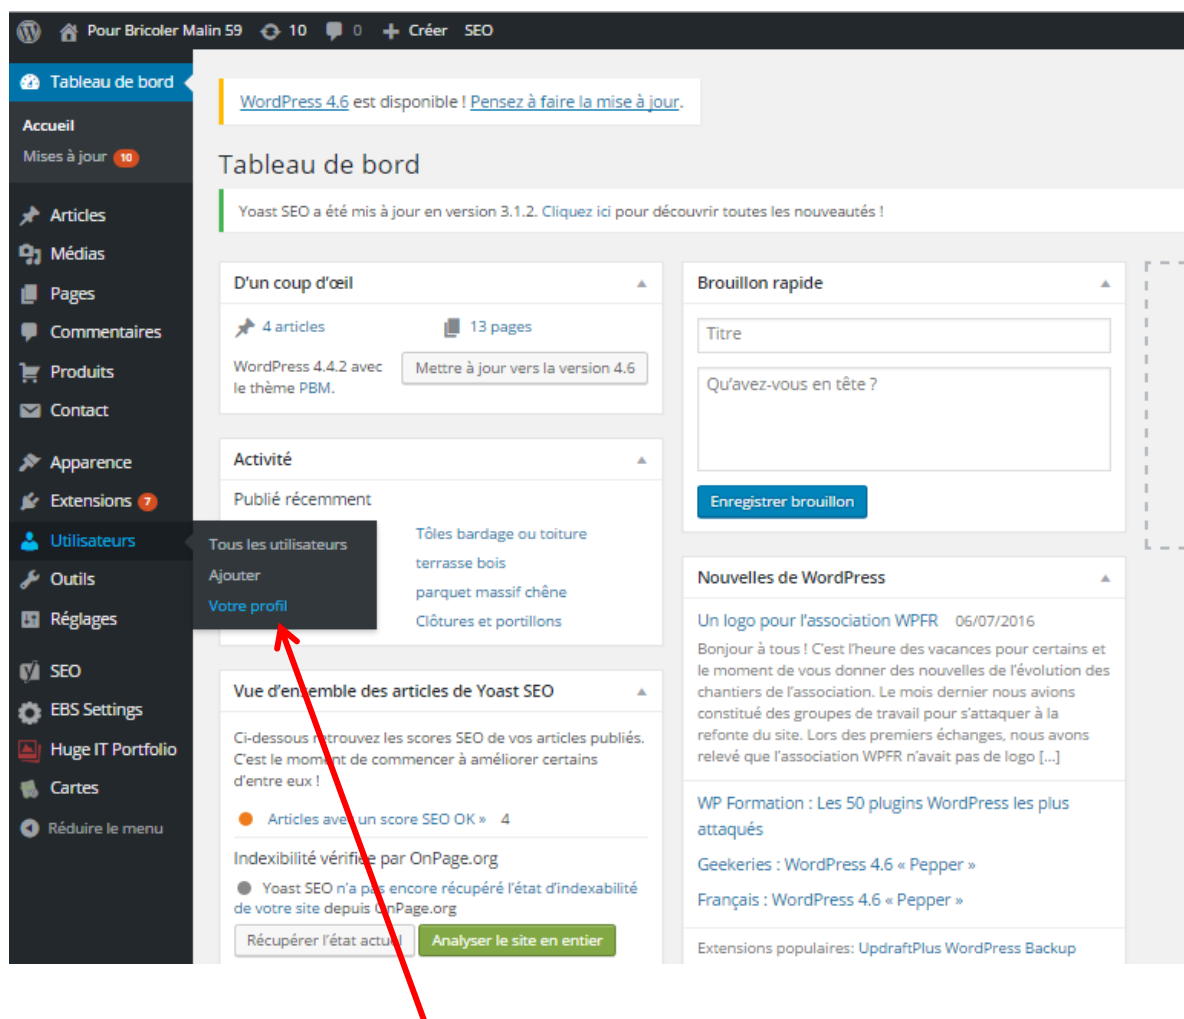 Pour Bricoler Malin 59 10 0 Créer SEO
Tableau de bord
Accueil
Mises à jour 10
Articles
Médias
Pages
Commentaires
Produits
Contact
Apparence
Extensions 7
Utilisateurs
Outils
Réglages
SEO
EBS Settings
Huge IT Portfolio
Cartes
Réduire le menu
Tous les utilisateurs
Ajouter
Votre profil
WordPress 4.6 est disponible ! Pensez à faire la mise à jour.
Tableau de bord
Yoast SEO a été mis à jour en version 3.1.2. Cliquez ici pour découvrir toutes les nouveautés !
D'un coup d'œil
4 articles 13 pages
WordPress 4.4.2 avec
le thème PBM.
Mettre à jour vers la version 4.6
Activité
Publié récemment
Tôles bardage ou toiture
terrasse bois
parquet massif chêne
Clôtures et portillons
Vue d'ensemble des articles de Yoast SEO
Ci-dessous retrouvez les scores SEO de vos articles publiés.
C'est le moment de commencer à améliorer certains
d'entre eux !
Articles avec un score SEO OK » 4
Indexibilité vérifiée par OnPage.org
Yoast SEO n'a pas encore récupéré l'état d'indexabilité
de votre site depuis OnPage.org
Récupérer l'état actuel Analyser le site en entier
Brouillon rapide
Titre
Qu'avez-vous en tête ?
Enregistrer brouillon
Nouvelles de WordPress
Un logo pour l'association WPFR 06/07/2016
Bonjour à tous ! C'est l'heure des vacances pour certains et
le moment de vous donner des nouvelles de l'évolution des
chantiers de l'association. Le mois dernier nous avions
constitué des groupes de travail pour s'attaquer à la
refonte du site. Lors des premiers échanges, nous avons
relevé que l'association WPFR n'avait pas de logo [...]
WP Formation : Les 50 plugins WordPress les plus
attaqués
Geekeries : WordPress 4.6 « Pepper »
Français : WordPress 4.6 « Pepper »
Extensions populaires: UpdraftPlus WordPress Backup